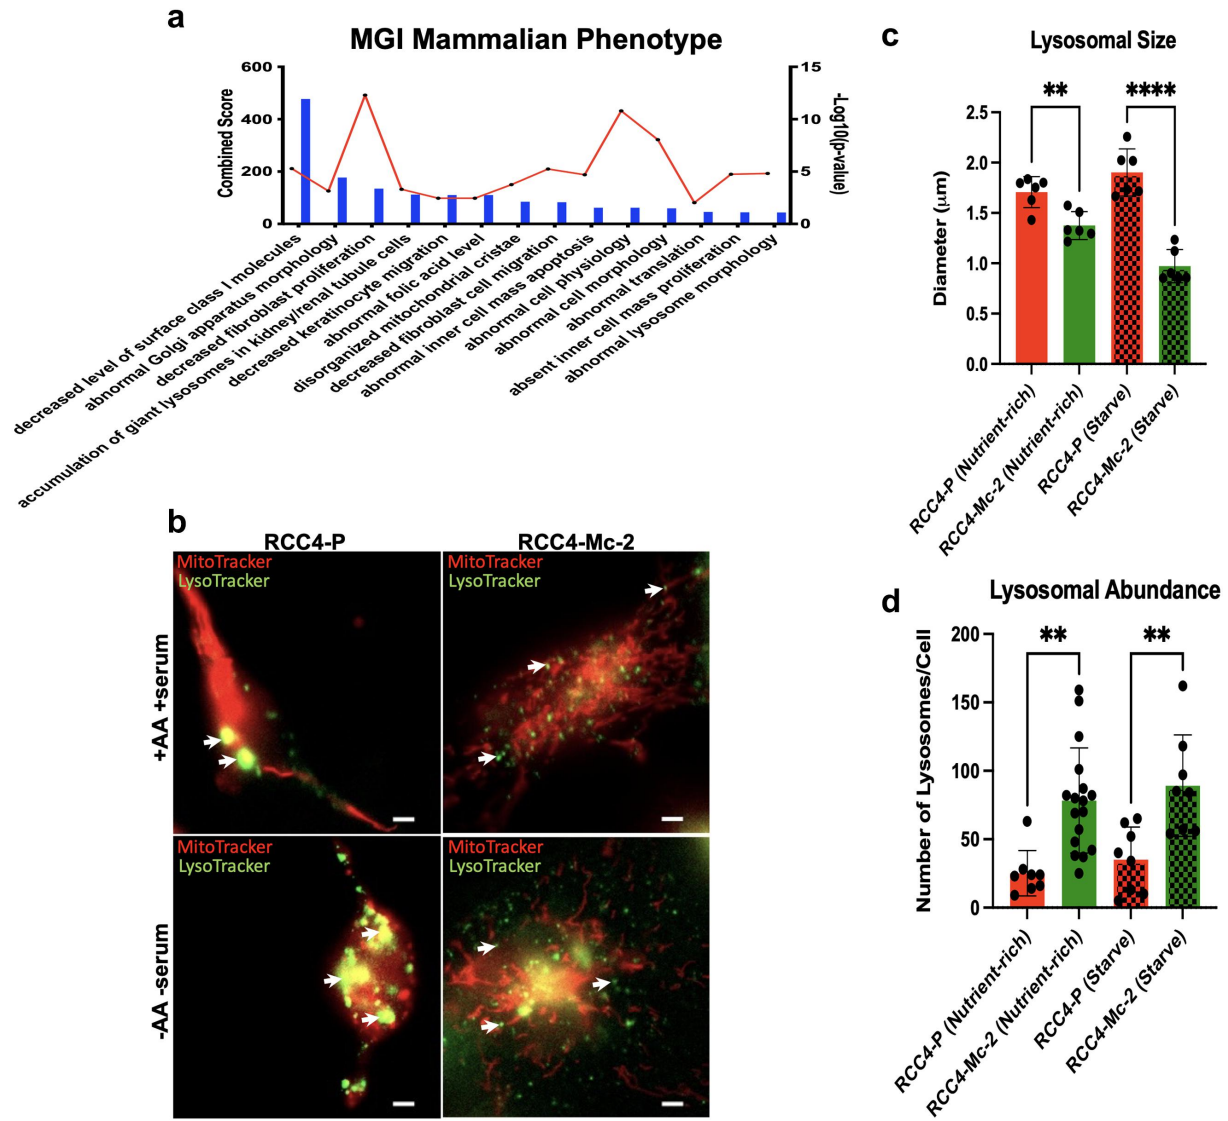 a
MGI Mammalian Phenotype
Combined Score
600
400
200
0
15
10
5
0
-Log10(p-value)
decreased level of surface class I molecules
abnormal Golgi apparatus morphology
decreased fibroblast proliferation
accumulation of giant lysosomes in kidney/renal tubule cells
decreased keratinocyte migration
abnormal folic acid level
disorganized mitochondrial cristae
decreased fibroblast cell migration
abnormal inner cell mass apoptosis
abnormal cell physiology
abnormal cell morphology
abnormal translation
absent inner cell mass proliferation
abnormal lysosome morphology
b
RCC4-P
RCC4-Mc-2
+AA +serum
MitoTracker
LysoTracker
MitoTracker
LysoTracker
-AA -serum
MitoTracker
LysoTracker
MitoTracker
LysoTracker
c
Lysosomal Size
**
****
Diameter (μm)
2.5
2.0
1.5
1.0
0.5
0.0
RCC4-P (Nutrient-rich)
RCC4-Mc-2 (Nutrient-rich)
RCC4-P (Starve)
RCC4-Mc-2 (Starve)
d
Lysosomal Abundance
**
**
Number of Lysosomes/Cell
200
150
100
50
0
RCC4-P (Nutrient-rich)
RCC4-Mc-2 (Nutrient-rich)
RCC4-P (Starve)
RCC4-Mc-2 (Starve)